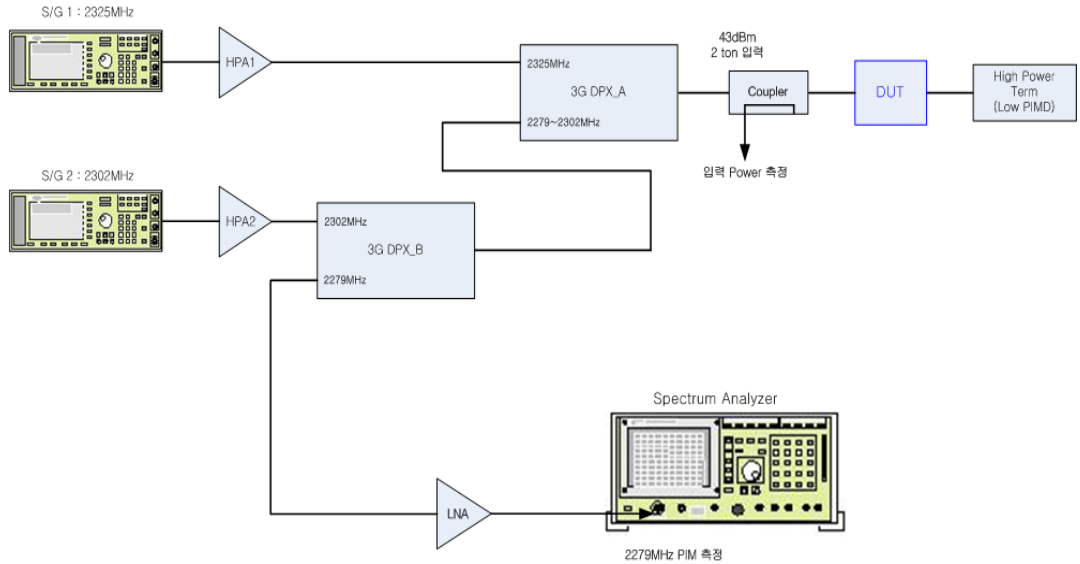 S/G 1 : 2325MHz
HPA1
2325MHz
3G DPX_A
2279~2302MHz
43dBm
2 ton 입력
Coupler
입력 Power 측정
DUT
High Power
Term
(Low PIMD)
S/G 2 : 2302MHz
HPA2
2302MHz
3G DPX_B
2279MHz
Spectrum Analyzer
LNA
2279MHz PIM 측정